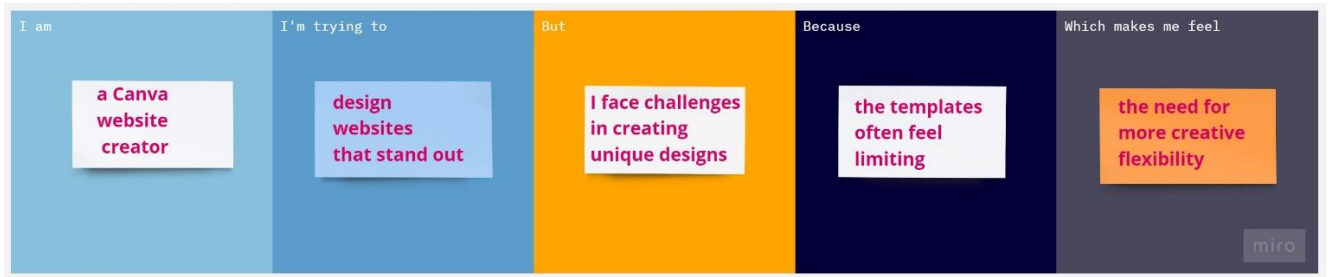 I am
a Canva
website
creator
I'm trying to
design
websites
that stand out
But
I face challenges
in creating
unique designs
Because
the templates
often feel
limiting
Which makes me feel
the need for
more creative
flexibility
miro